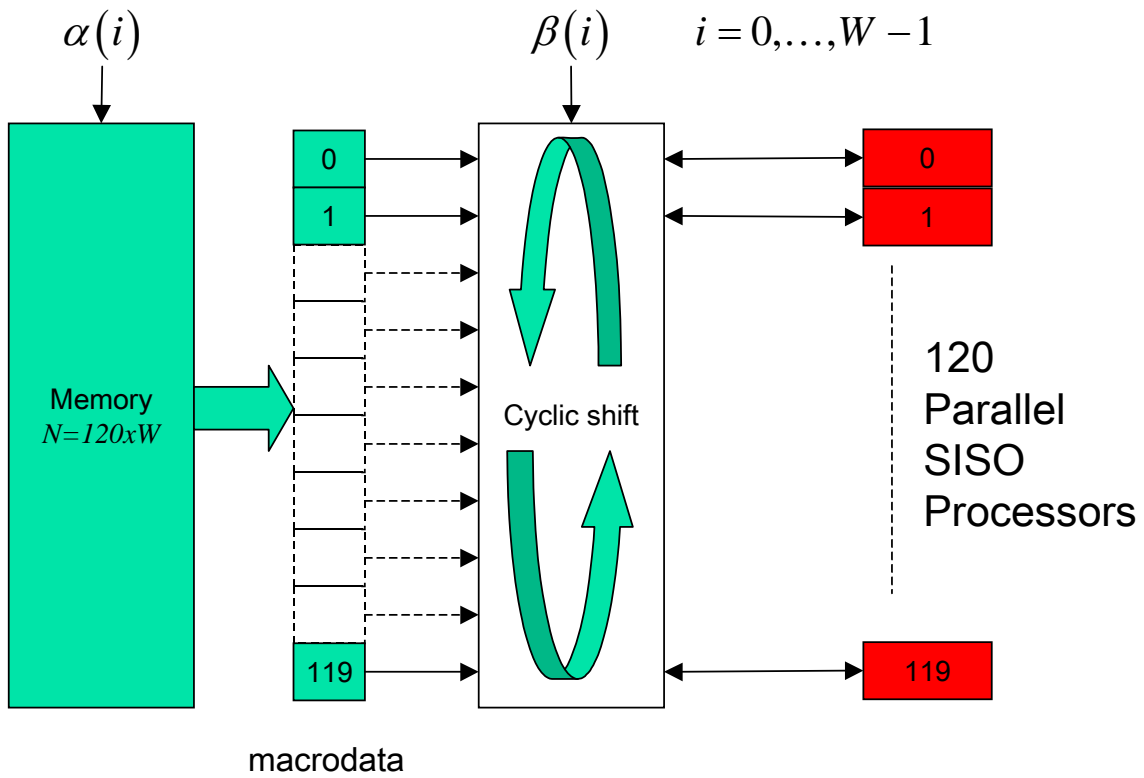 α(i)
β(i)
i = 0,…,W −1
0
1
119
Memory
N=120xW
macrodata
Cyclic shift
0
1
119
120
Parallel
SISO
Processors